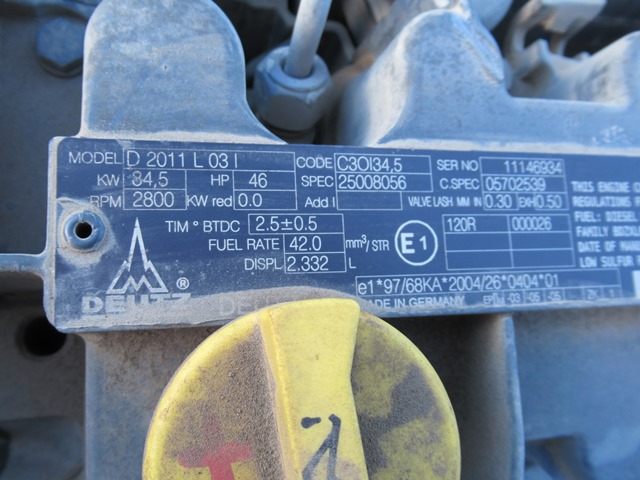 MODEL D 2011 L 03 I CODE C3OI34,5 SER NO 11146934
KW 34,5 HP 46 SPEC 25008056 C.SPEC 05702539
RPM 2800 KW red 0.0 Add I VALVE LASH MM IN 0.30 EXH 0.50
TIM ° BTDC 2.5±0.5 120R 000026
FUEL RATE 42.0 mm³/STR E1
DISPL 2.332 L
e1*97/68KA*2004/26*0404*01
DEUTZ DE
MADE IN GERMANY
THIS ENGINE
REGULATIONS
FUEL: DIESEL
FAMILY
DATE OF
LOW SULFUR